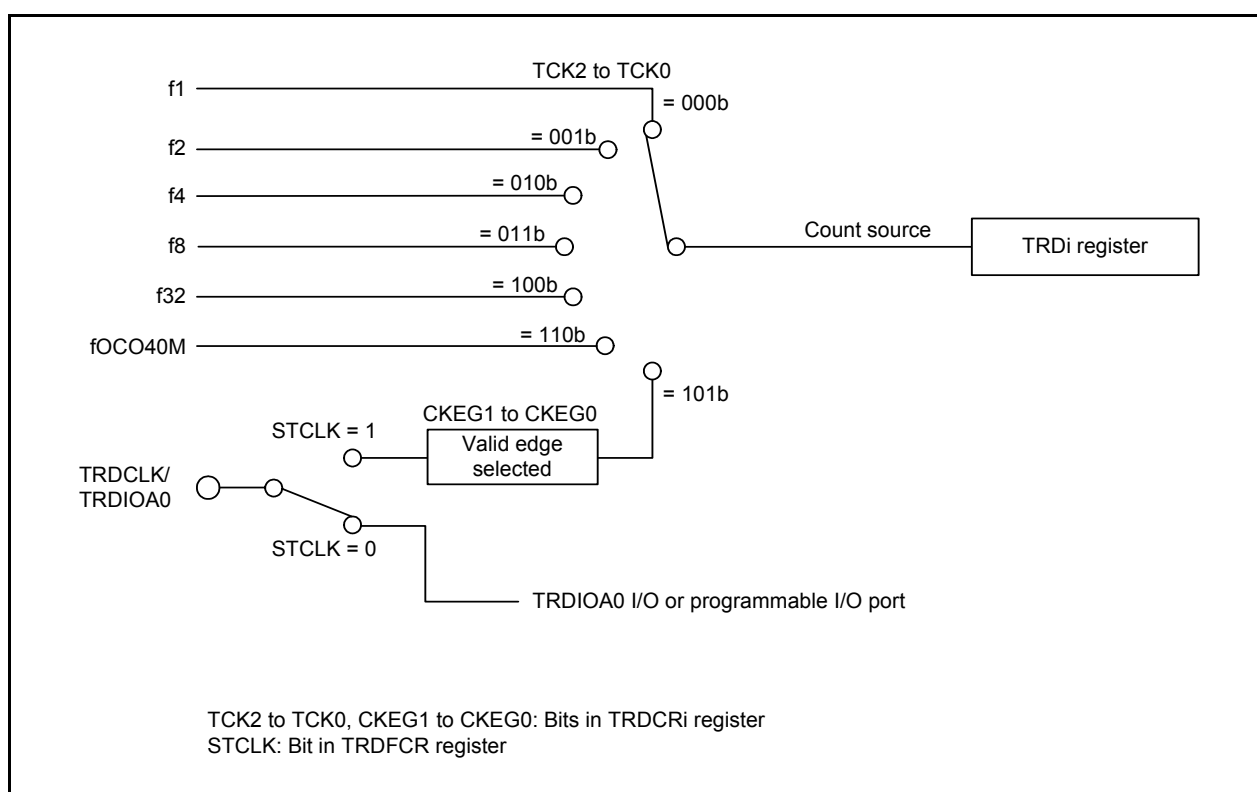 TCK2 to TCK0
f1
= 000b
f2
= 001b
f4
= 010b
f8
= 011b
Count source
TRDi register
f32
= 100b
fOCO40M
= 110b
= 101b
CKEG1 to CKEG0
STCLK = 1
Valid edge
selected
TRDCLK/
TRDIOA0
STCLK = 0
TRDIOA0 I/O or programmable I/O port
TCK2 to TCK0, CKEG1 to CKEG0: Bits in TRDCRi register
STCLK: Bit in TRDFCR register